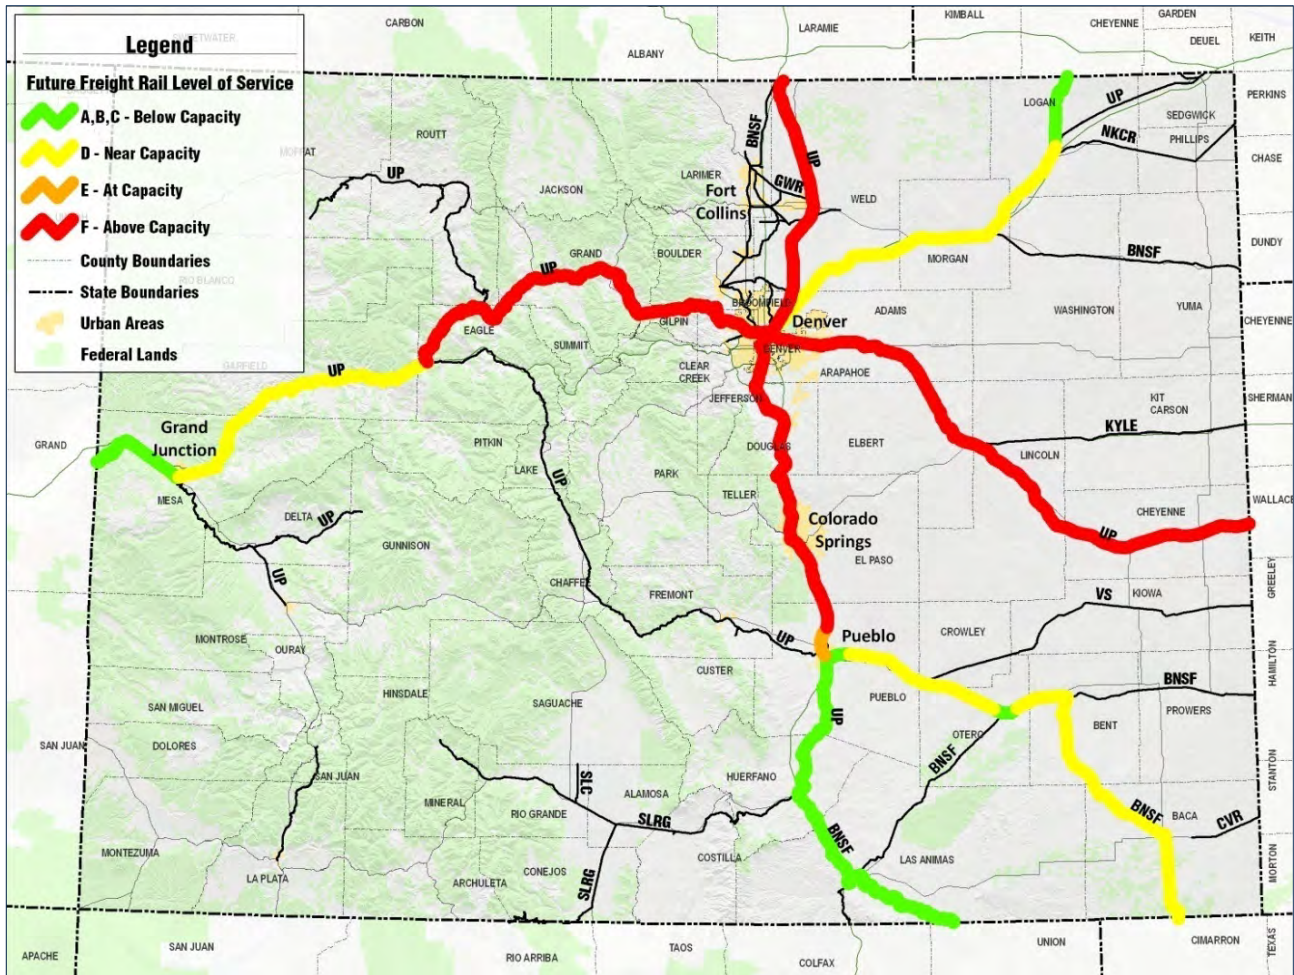 Legend
Future Freight Rail Level of Service
A,B,C - Below Capacity
D - Near Capacity
E - At Capacity
F - Above Capacity
County Boundaries
State Boundaries
Urban Areas
Federal Lands
SWEETWATER
CARBON
ALBANY
LARAMIE
KIMBALL
CHEYENNE
GARDEN
DEUEL
KEITH
PERKINS
CHASE
DUNDY
CHEYENNE
SHERMAN
WALLACE
GREELEY
HAMILTON
STANTON
MORTON
TEXAS
CIMARRON
UNION
COLFAX
TAOS
RIO ARRIBA
SAN JUAN
APACHE
SAN JUAN
GRAND
MOFFAT
ROUTT
JACKSON
LARIMER
WELD
LOGAN
SEDGWICK
PHILLIPS
MORGAN
WASHINGTON
YUMA
RIO BLANCO
GARFIELD
EAGLE
GRAND
BOULDER
GILPIN
BROOMFIELD
ADAMS
DENVER
SUMMIT
CLEAR
CREEK
JEFFERSON
ARAPAHOE
KIT
CARSON
MESA
PITKIN
LAKE
PARK
DOUGLAS
ELBERT
LINCOLN
CHEYENNE
DELTA
GUNNISON
CHAFFEE
TELLER
EL PASO
KIOWA
MONTROSE
OURAY
FREMONT
CUSTER
PUEBLO
CROWLEY
OTERO
BENT
PROWERS
SAN MIGUEL
DOLORES
HINSDALE
SAGUACHE
SAN JUAN
MINERAL
RIO GRANDE
ALAMOSA
HUERFANO
LAS ANIMAS
BACA
MONTEZUMA
LA PLATA
ARCHULETA
CONEJOS
COSTILLA
Fort
Collins
Denver
Grand
Junction
Colorado
Springs
Pueblo
BNSF
GWR
UP
UP
NKCR
BNSF
UP
UP
UP
UP
UP
UP
UP
KYLE
UP
VS
UP
BNSF
UP
BNSF
BNSF
BNSF
CVR
SLC
SLRG
SLRG